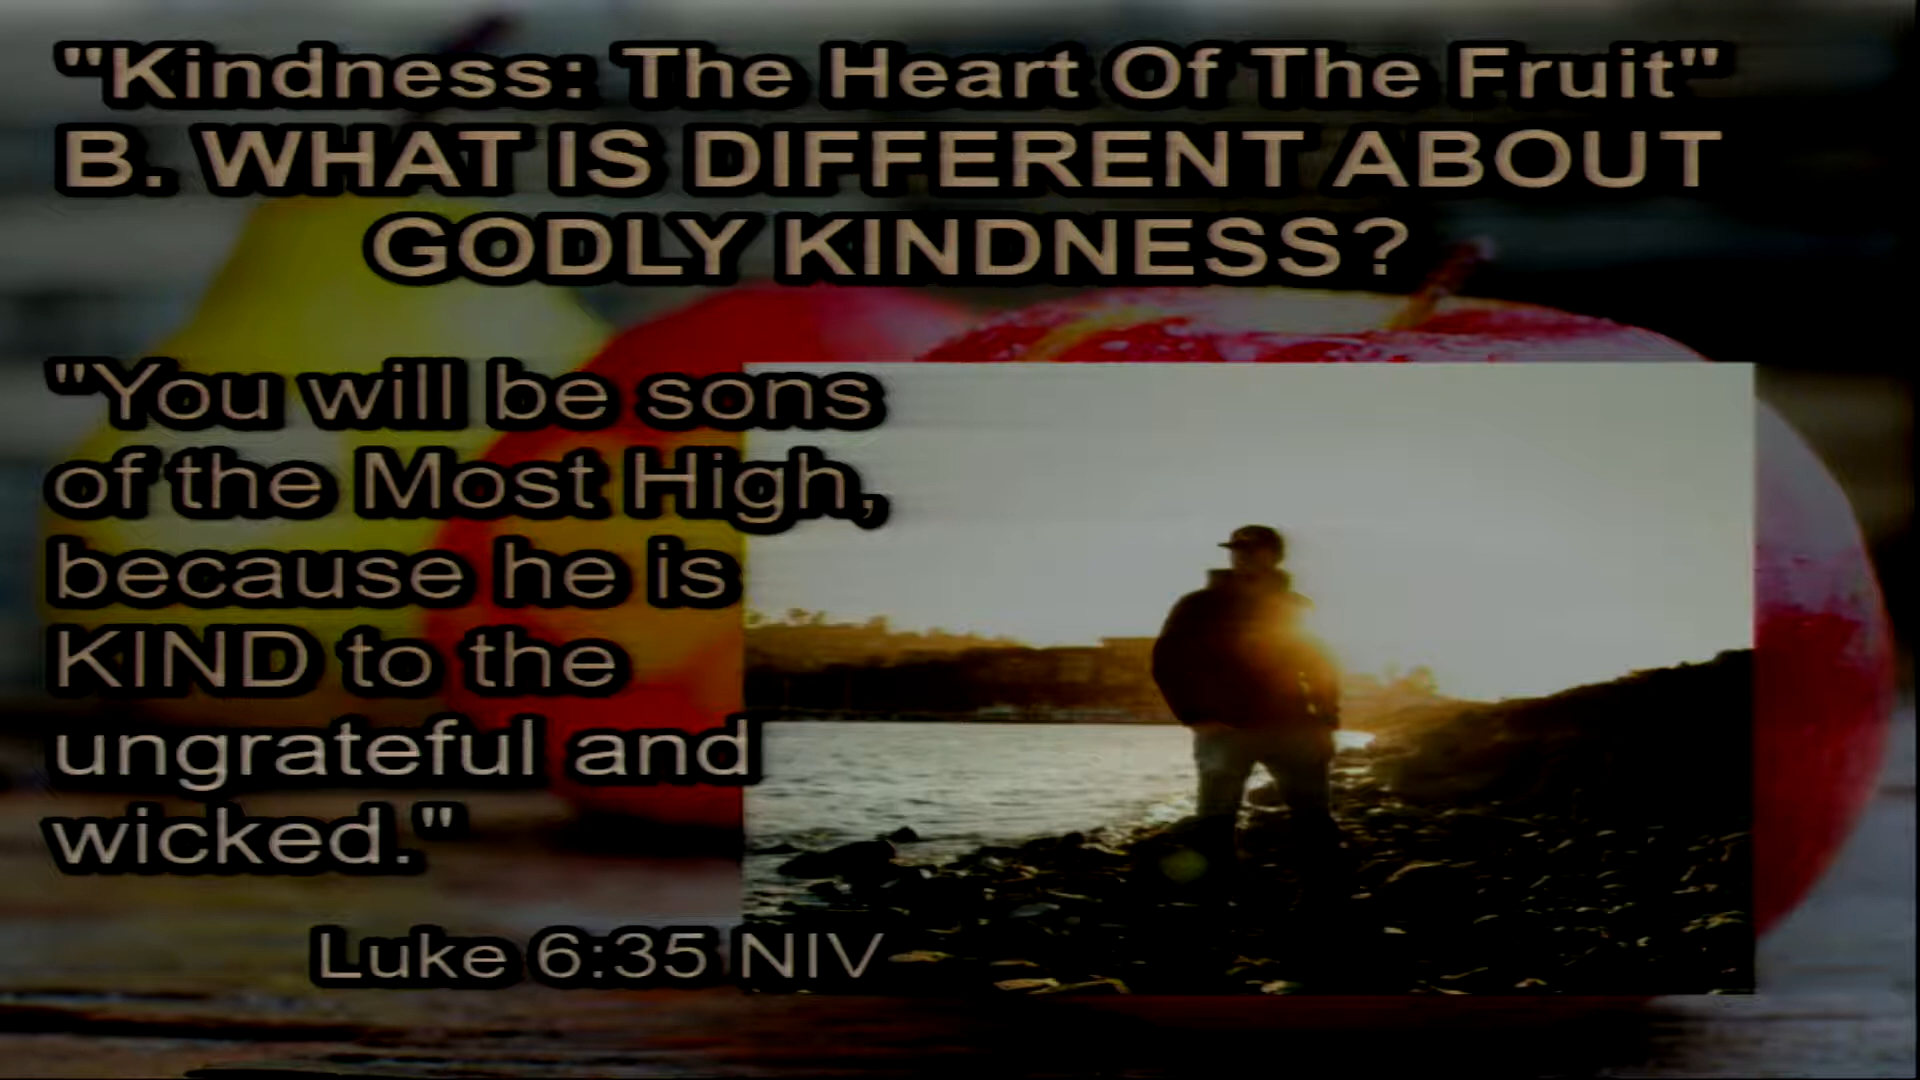 "Kindness: The Heart Of The Fruit"
B. WHAT IS DIFFERENT ABOUT
GODLY KINDNESS?
"You will be sons
of the Most High,
because he is
KIND to the
ungrateful and
wicked."
Luke 6:35 NIV